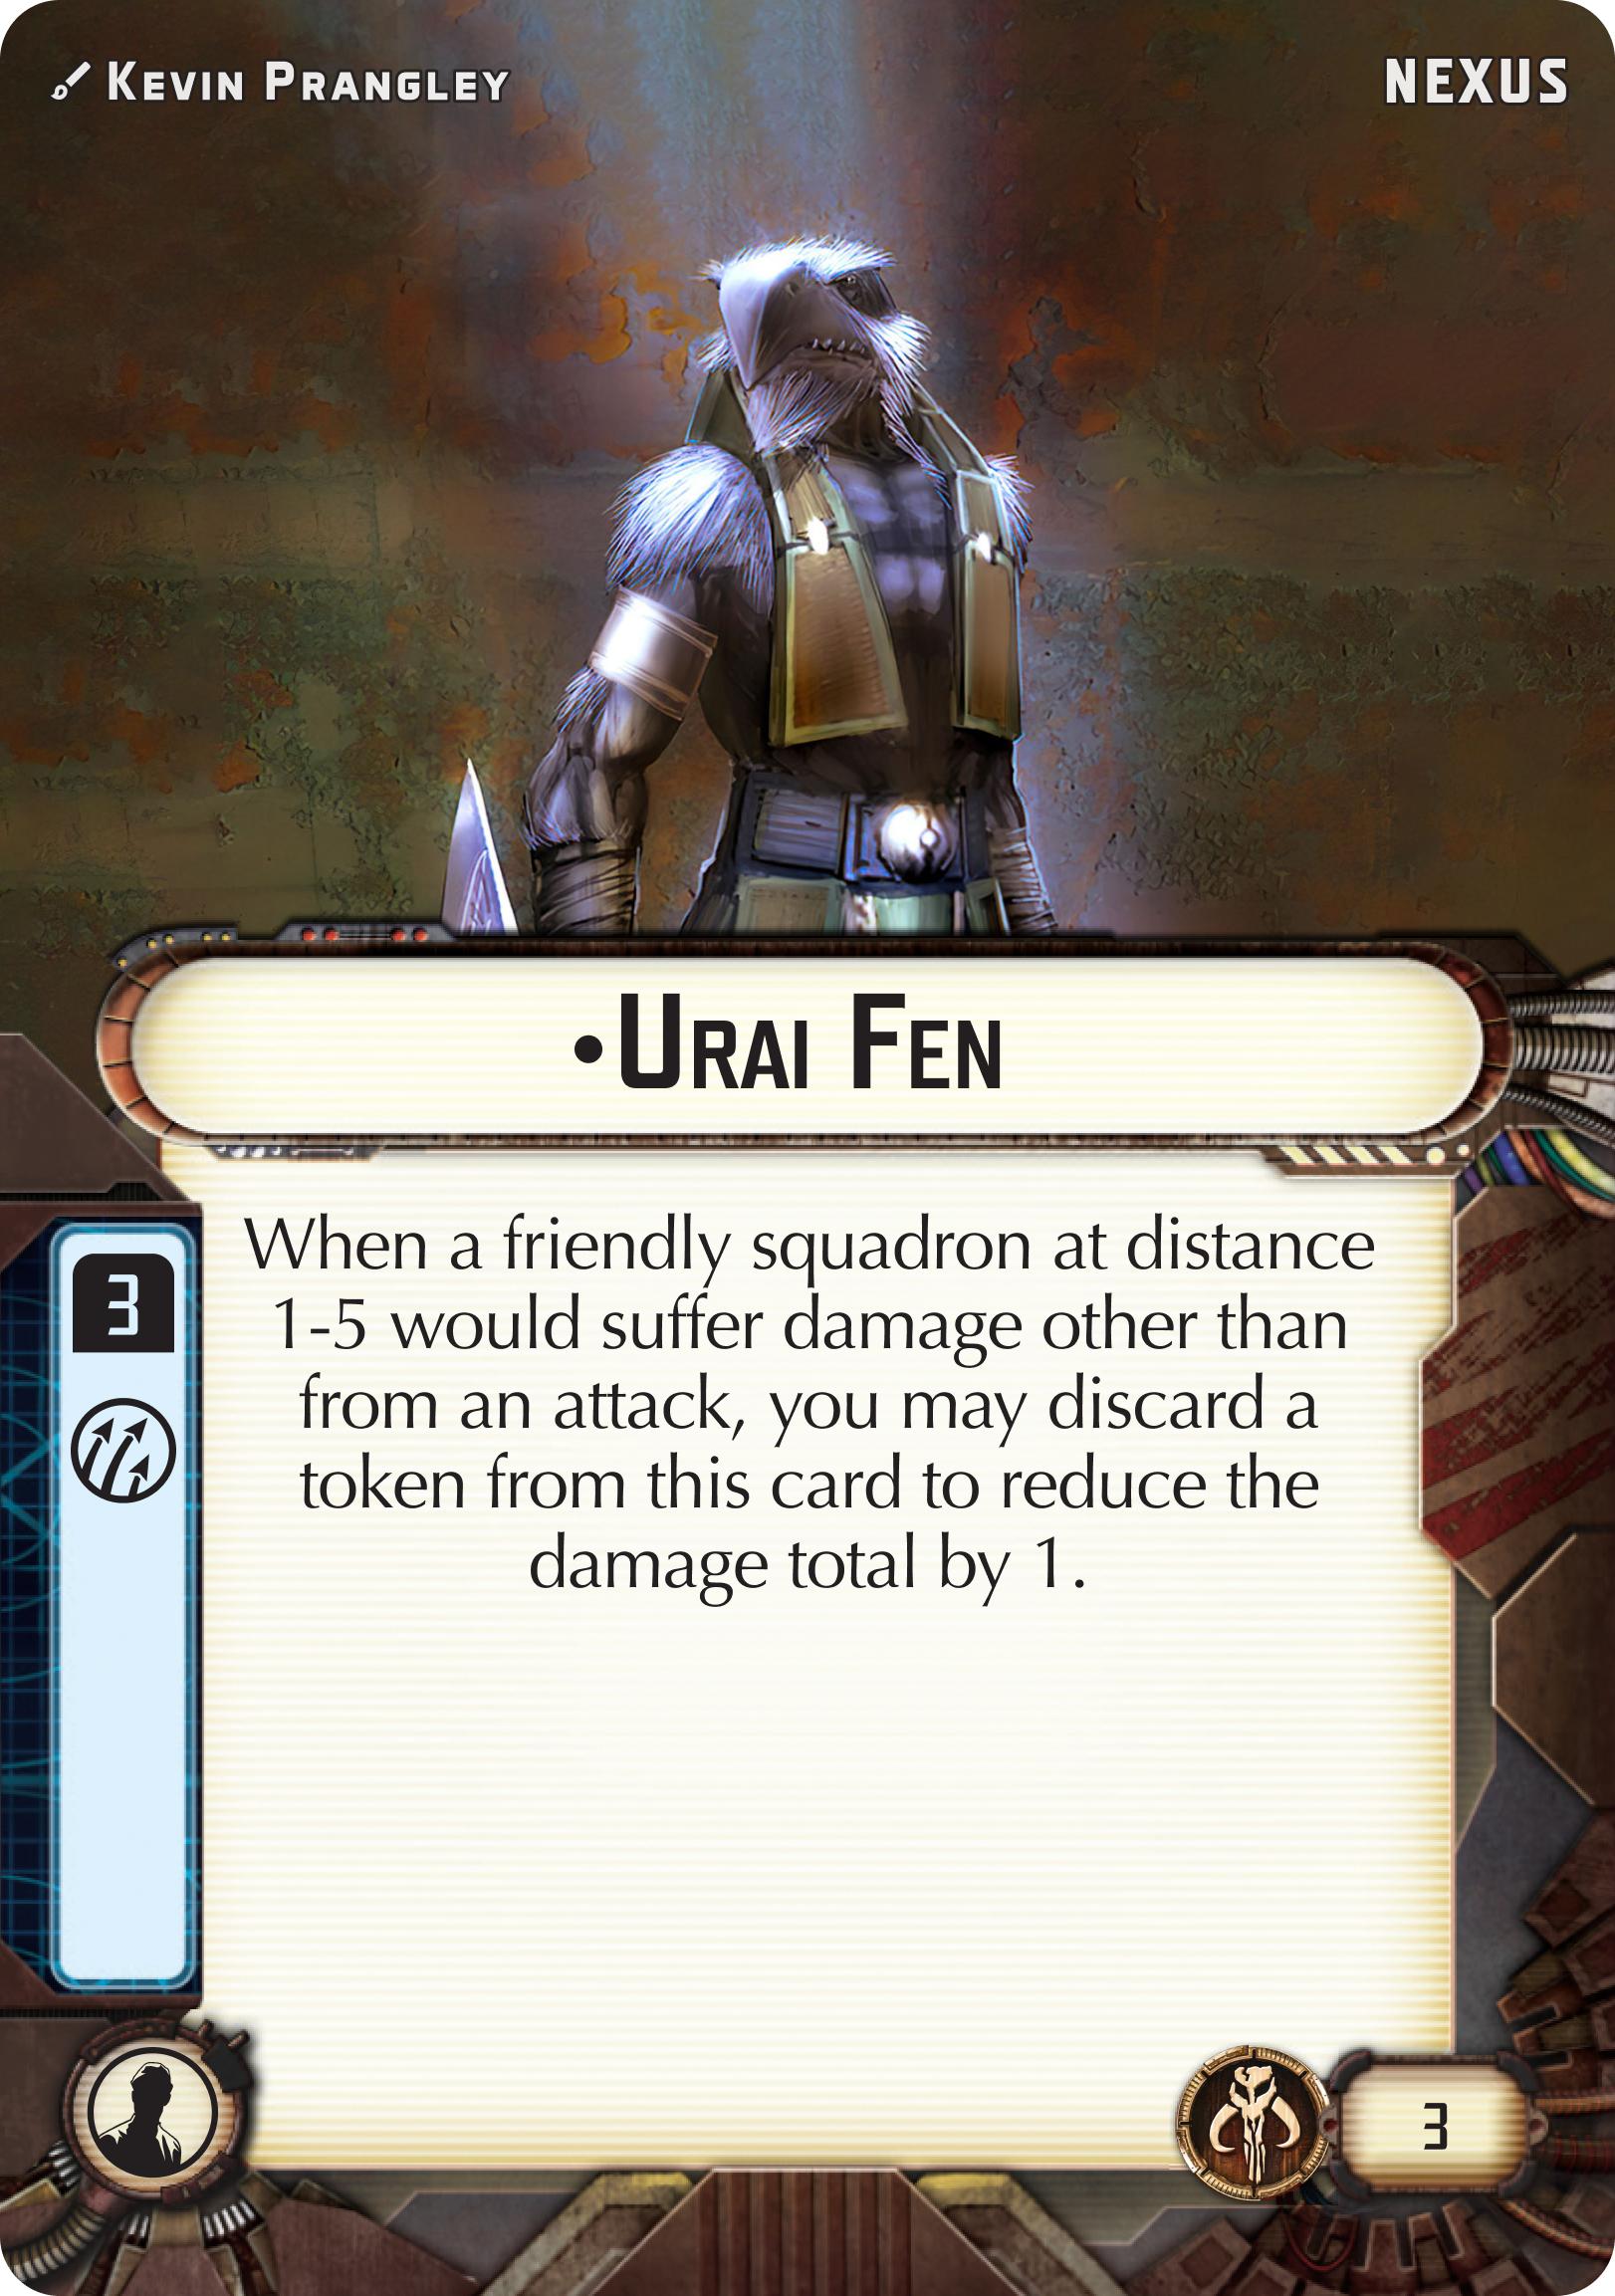 Kevin Prangley
NEXUS
•Urai Fen
3
When a friendly squadron at distance
1-5 would suffer damage other than
from an attack, you may discard a
token from this card to reduce the
damage total by 1.
3